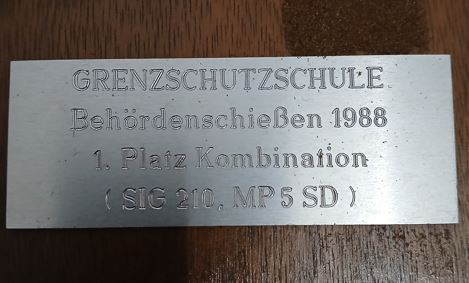 GRENZSCHUTZSCHULE
Behördenschießen 1988
1. Platz Kombination
( SIG 210, MP 5 SD )